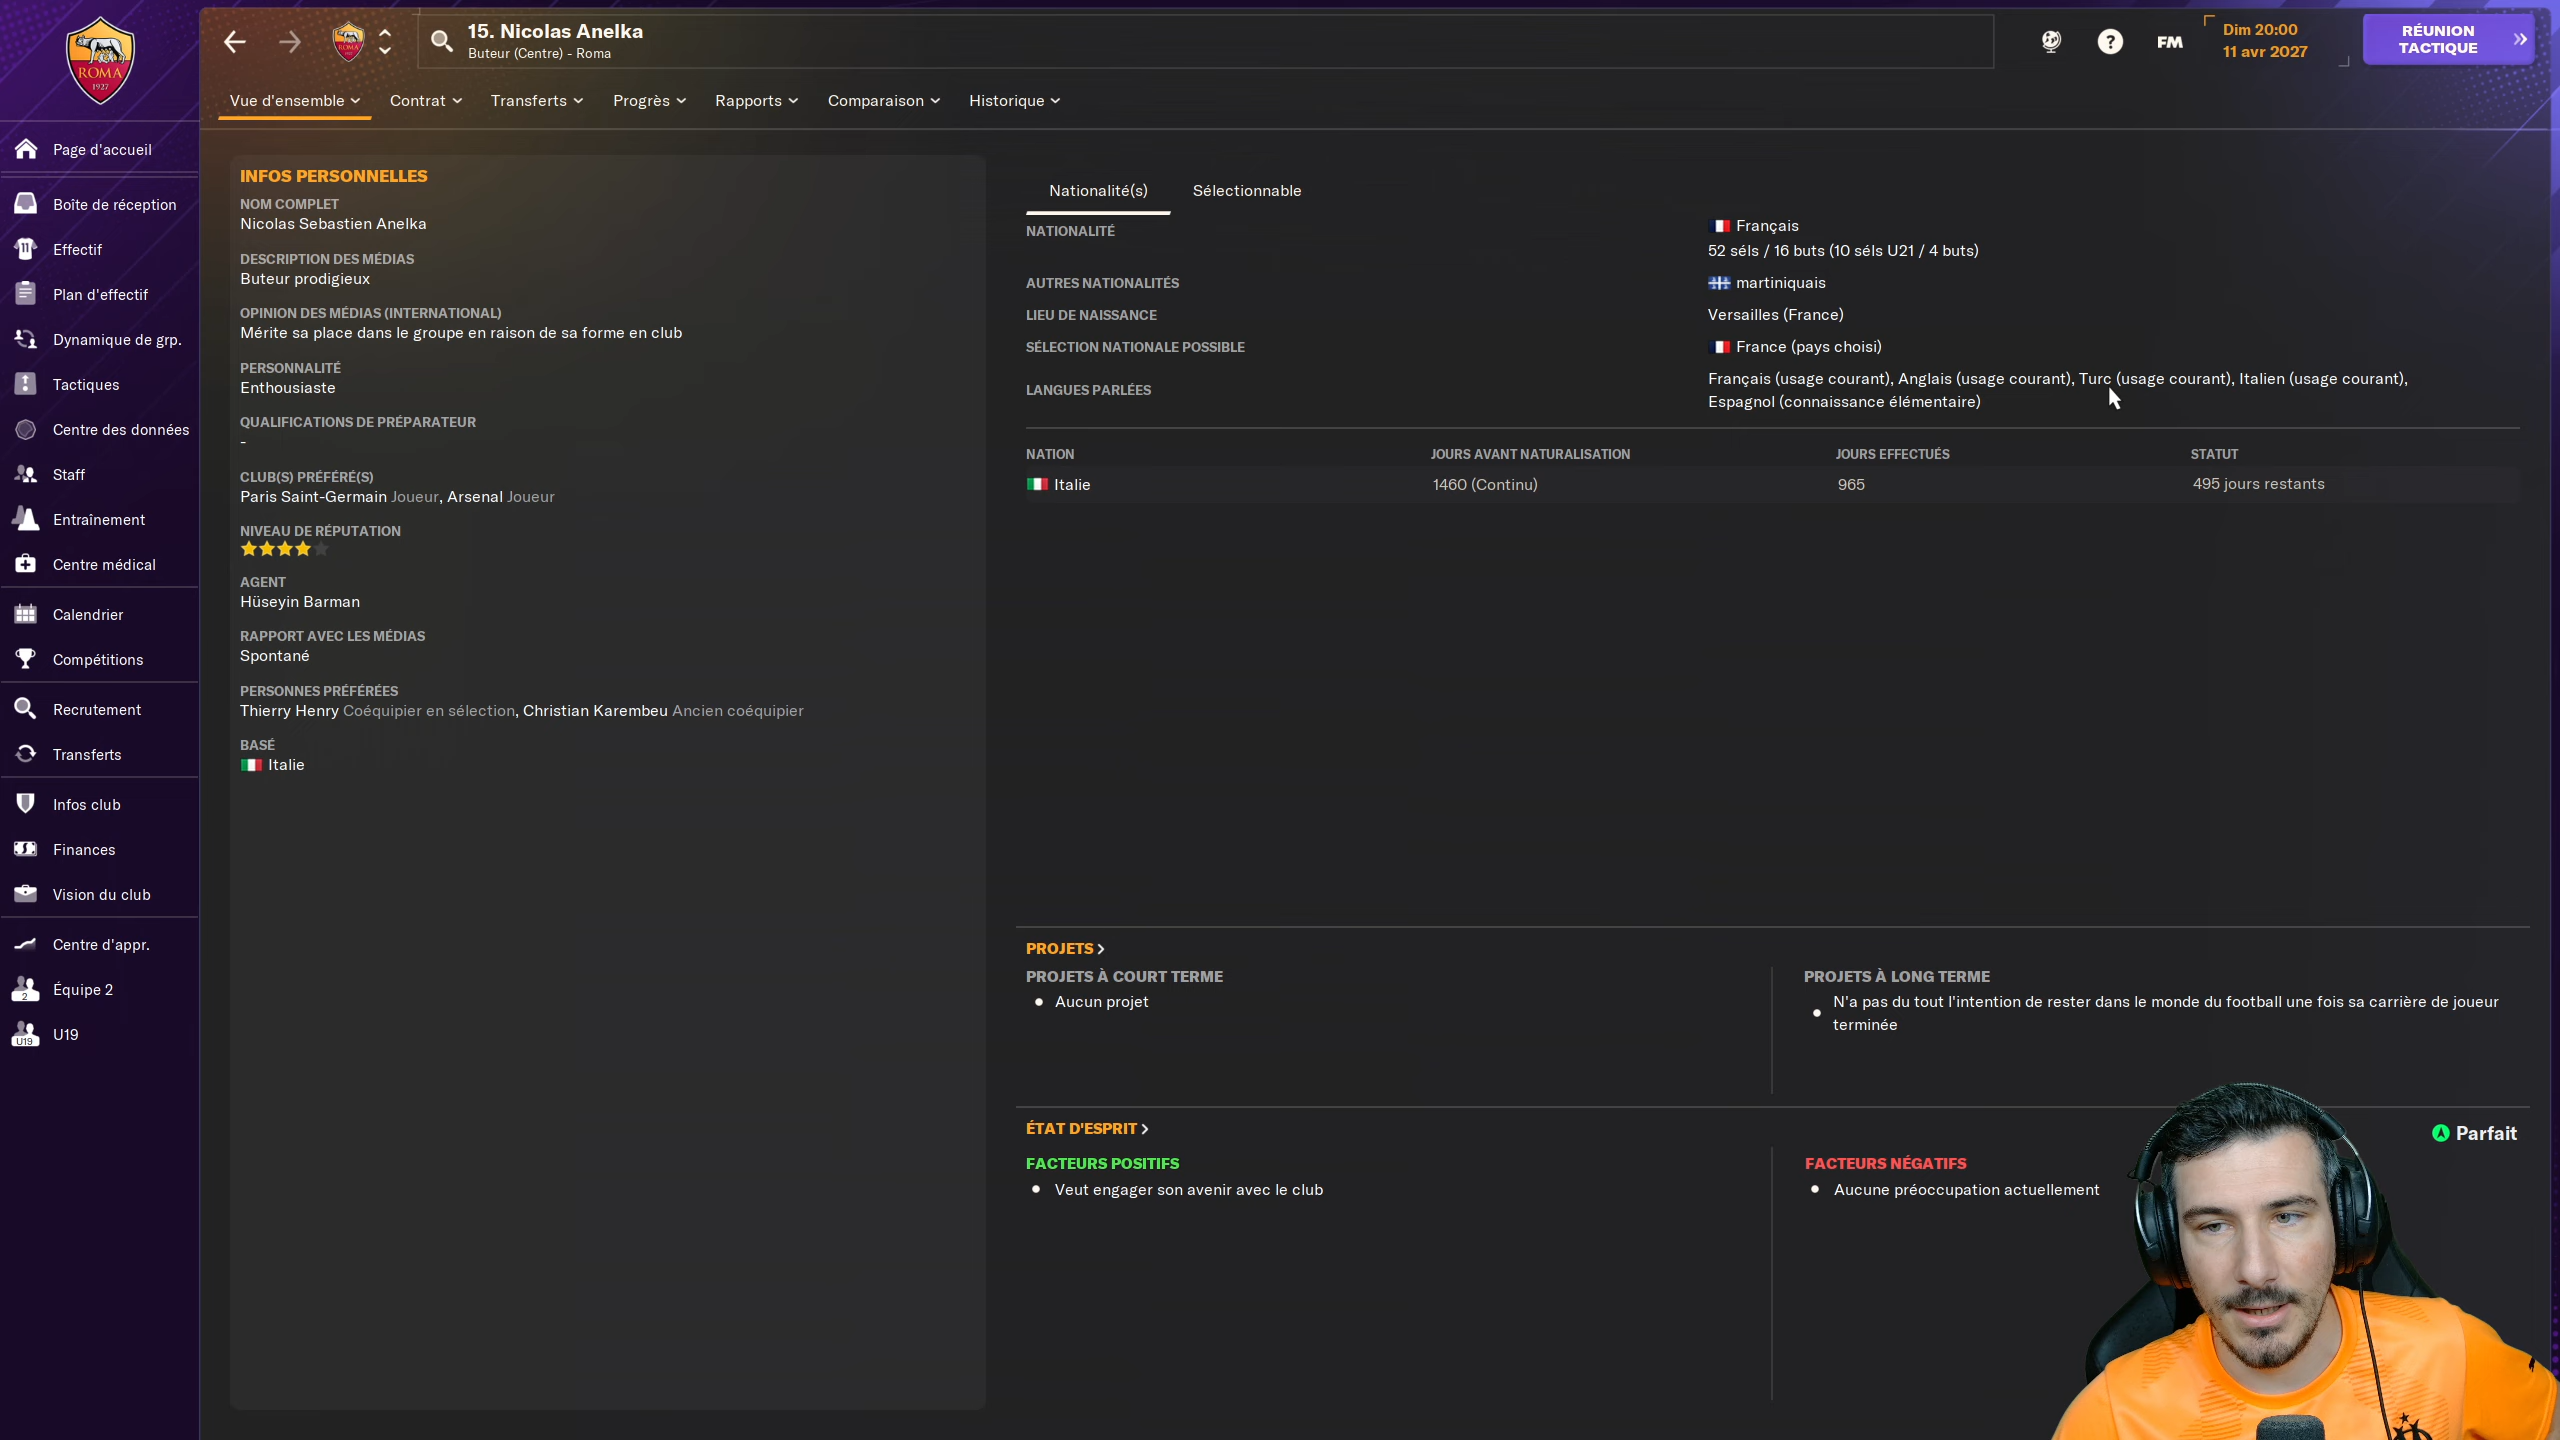 ROMA
1927
15. Nicolas Anelka
Buteur (Centre) - Roma
FM
Dim 20:00
11 avr 2027
RÉUNION
TACTIQUE
Vue d'ensemble
Contrat
Transferts
Progrès
Rapports
Comparaison
Historique
Page d'accueil
Boîte de réception
Effectif
Plan d'effectif
Dynamique de grp.
Tactiques
Centre des données
Staff
Entraînement
Centre médical
Calendrier
Compétitions
Recrutement
Transferts
Infos club
Finances
Vision du club
Centre d'appr.
2
Équipe 2
U19
U19
INFOS PERSONNELLES
NOM COMPLET
Nicolas Sebastien Anelka
DESCRIPTION DES MÉDIAS
Buteur prodigieux
OPINION DES MÉDIAS (INTERNATIONAL)
Mérite sa place dans le groupe en raison de sa forme en club
PERSONNALITÉ
Enthousiaste
QUALIFICATIONS DE PRÉPARATEUR
-
CLUB(S) PRÉFÉRÉ(S)
Paris Saint-Germain Joueur, Arsenal Joueur
NIVEAU DE RÉPUTATION
AGENT
Hüseyin Barman
RAPPORT AVEC LES MÉDIAS
Spontané
PERSONNES PRÉFÉRÉES
Thierry Henry Coéquipier en sélection, Christian Karembeu Ancien coéquipier
BASÉ
Italie
Nationalité(s)
Sélectionnable
NATIONALITÉ
Français
52 séls / 16 buts (10 séls U21 / 4 buts)
AUTRES NATIONALITÉS
martiniquais
LIEU DE NAISSANCE
Versailles (France)
SÉLECTION NATIONALE POSSIBLE
France (pays choisi)
LANGUES PARLÉES
Français (usage courant), Anglais (usage courant), Turc (usage courant), Italien (usage courant),
Espagnol (connaissance élémentaire)
NATION
JOURS AVANT NATURALISATION
JOURS EFFECTUÉS
STATUT
Italie
1460 (Continu)
965
495 jours restants
PROJETS
PROJETS À COURT TERME
Aucun projet
PROJETS À LONG TERME
N'a pas du tout l'intention de rester dans le monde du football une fois sa carrière de joueur
terminée
ÉTAT D'ESPRIT
Parfait
FACTEURS POSITIFS
Veut engager son avenir avec le club
FACTEURS NÉGATIFS
Aucune préoccupation actuellement